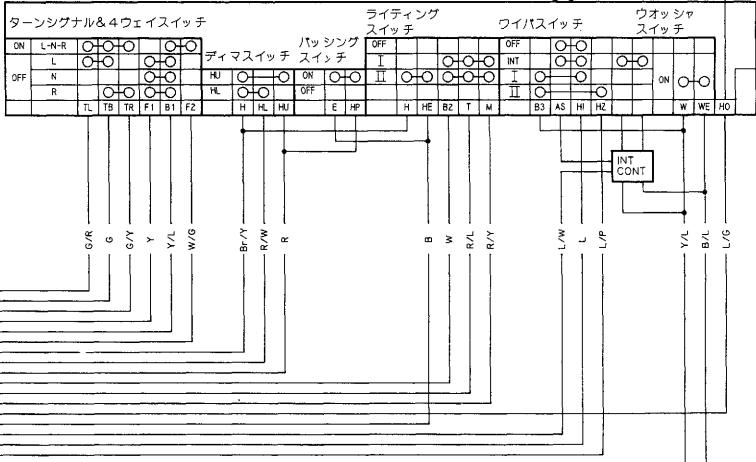 ターンシグナル&4ウェイスイッチ
ディマスイッチ
パッシング
スイッチ
ライティング
スイッチ
ワイパスイッチ
ウオッシャ
スイッチ
ON L-N-R
OFF L
N
R
TL TB TR F1 B1 F2
HU
HL
H HL HU
ON
OFF
E HP
OFF
I
II
H HE B2 T M
OFF
INT
I
II
B3 AS H1 H2
ON
W WE HO
INT
CONT
G/R G G/Y Y Y/L W/G Br/Y R/W R B W R/L R/Y L/W L L/P Y/L B/L L/G